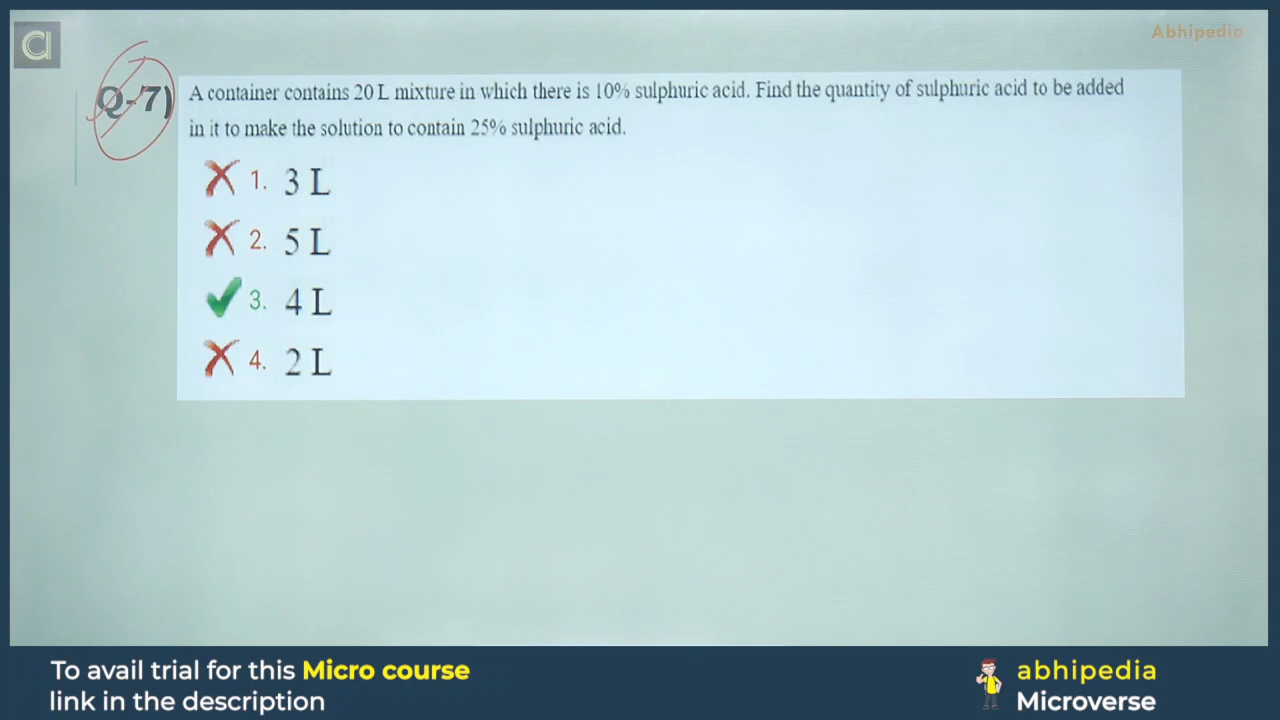 a
Abhipedia
Q-7) A container contains 20 L mixture in which there is 10% sulphuric acid. Find the quantity of sulphuric acid to be added
in it to make the solution to contain 25% sulphuric acid.
1. 3 L
2. 5 L
3. 4 L
4. 2 L
To avail trial for this Micro course
link in the description
abhipedia
Microverse